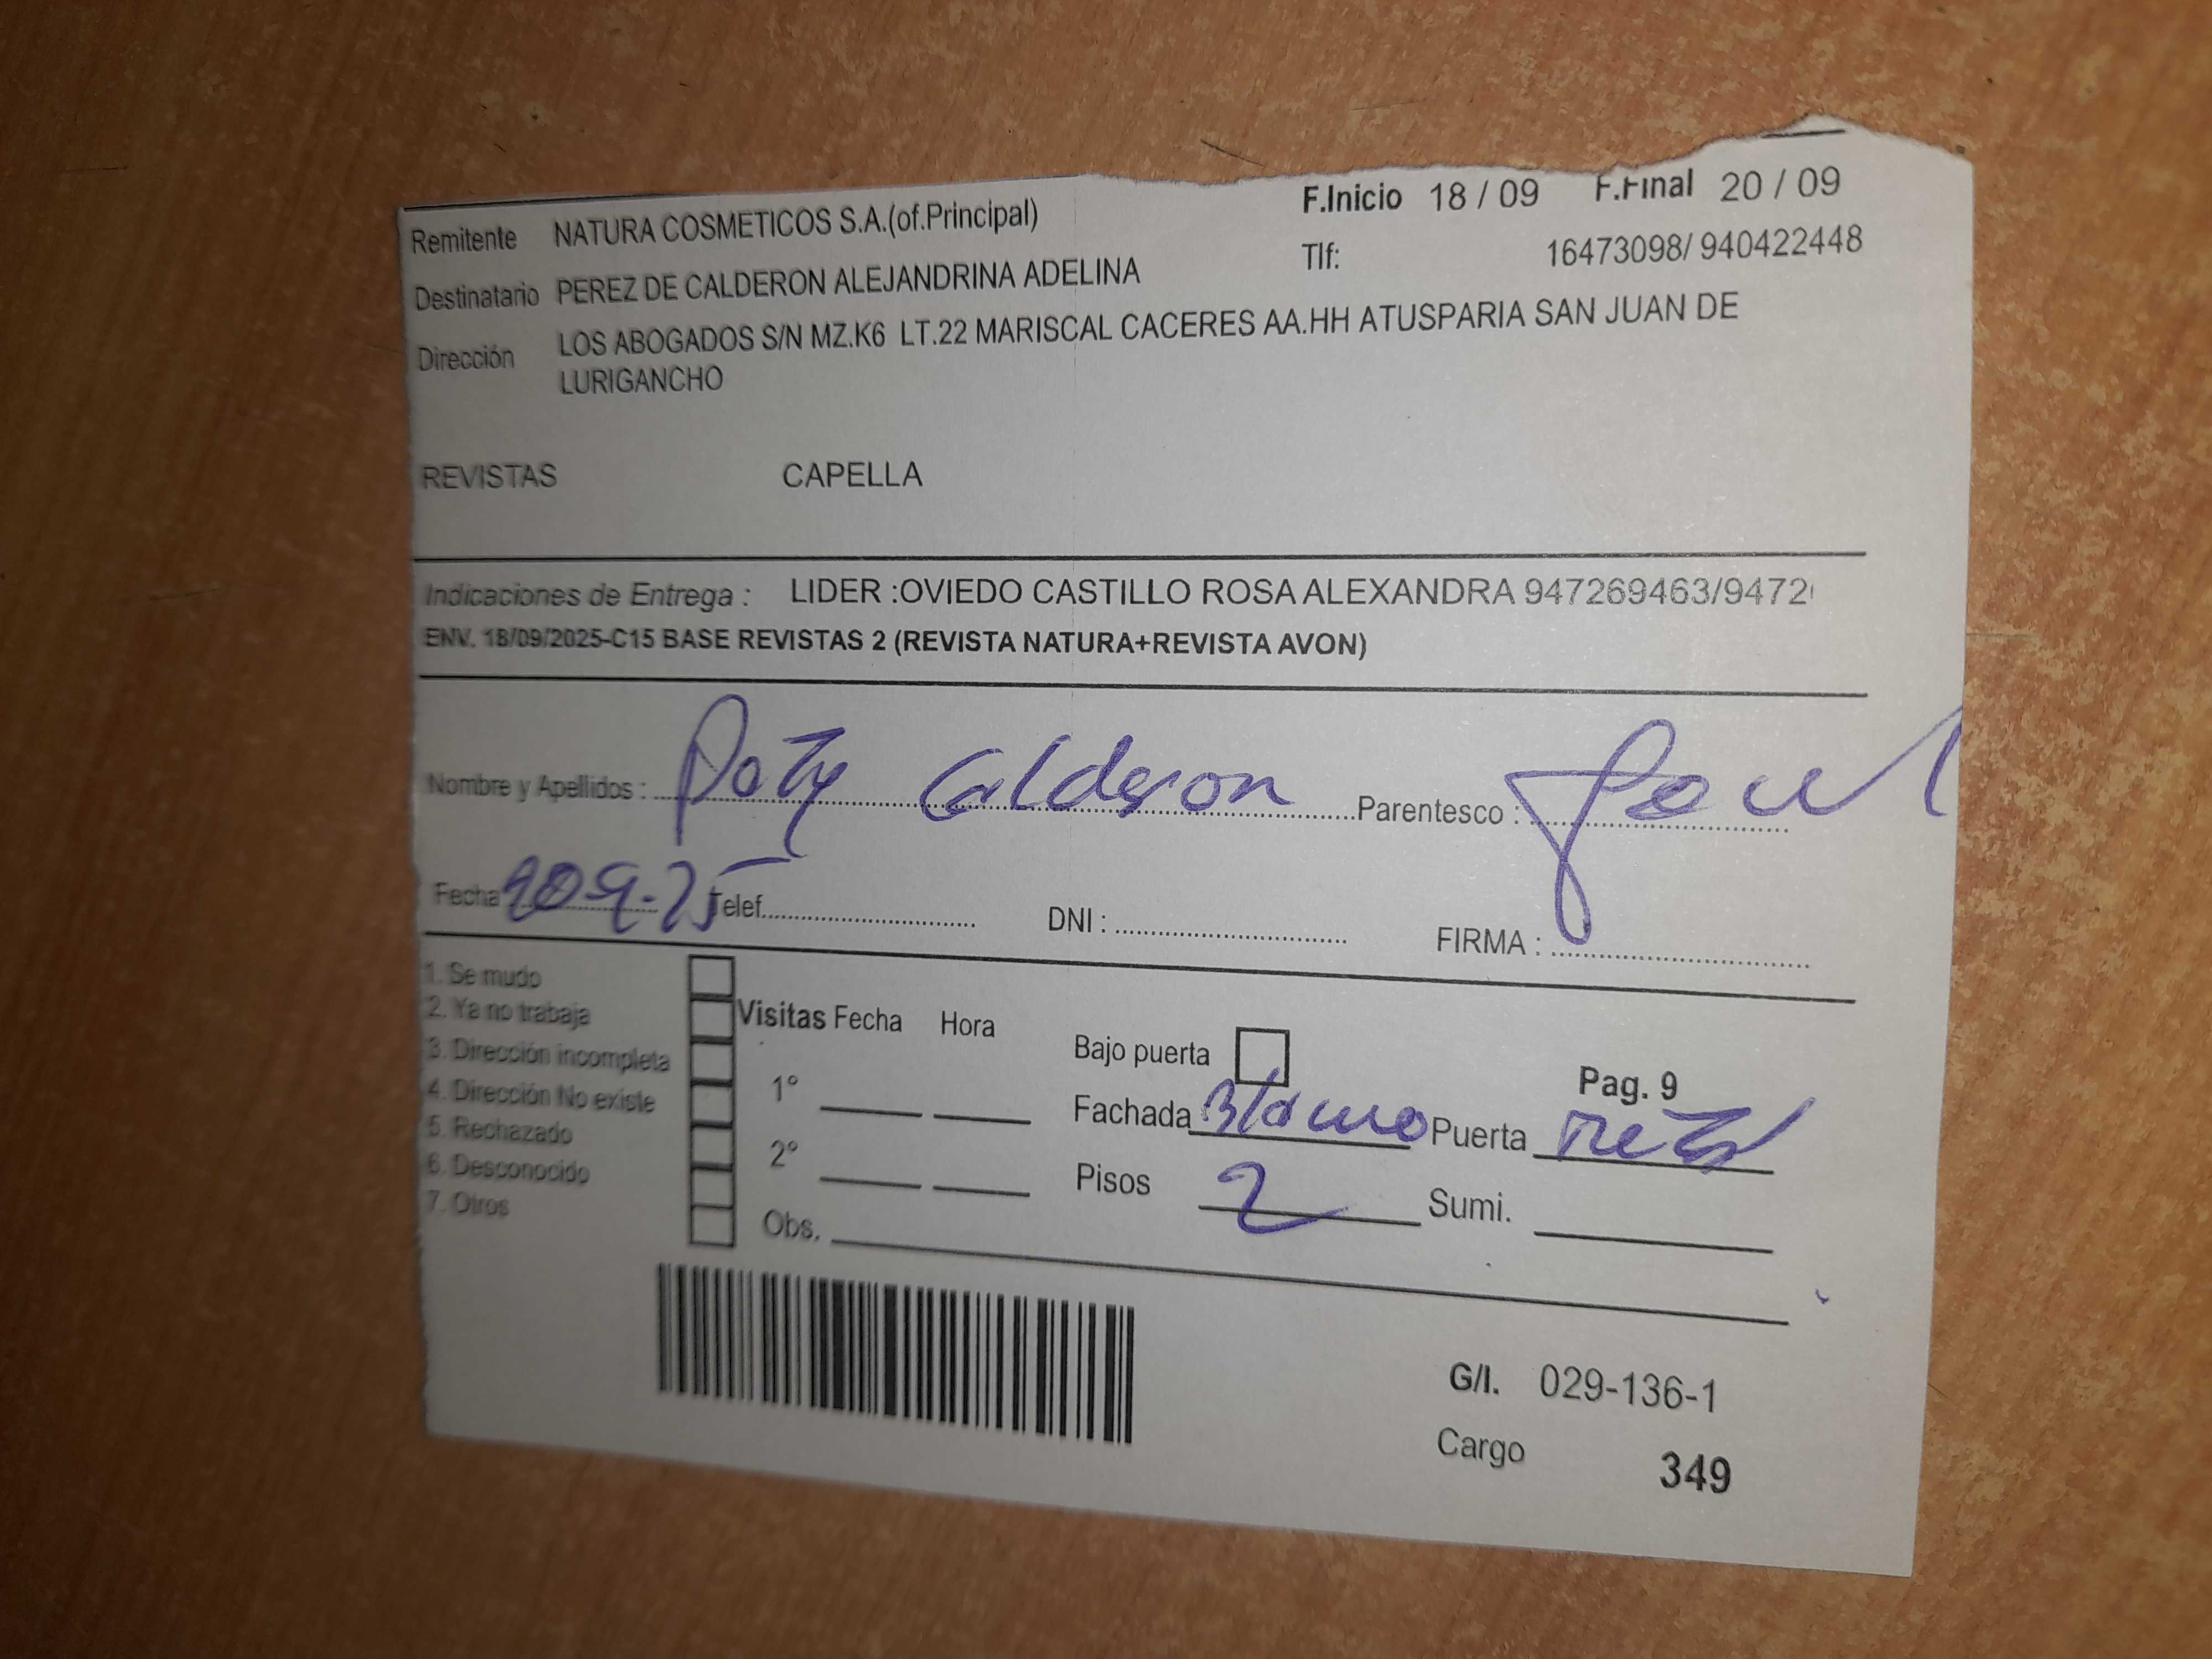 F.Inicio 18 / 09 F.Final 20 / 09
Remitente NATURA COSMETICOS S.A.(of.Principal)
Tlf: 16473098/ 940422448
Destinatario PEREZ DE CALDERON ALEJANDRINA ADELINA
Dirección LOS ABOGADOS S/N MZ.K6 LT.22 MARISCAL CACERES AA.HH ATUSPARIA SAN JUAN DE
LURIGANCHO
REVISTAS CAPELLA
Indicaciones de Entrega : LIDER :OVIEDO CASTILLO ROSA ALEXANDRA 947269463/9472
ENV. 18/09/2025-C15 BASE REVISTAS 2 (REVISTA NATURA+REVISTA AVON)
Nombre y Apellidos : Paty Calderon Parentesco :
Fecha Telef. DNI : FIRMA :
1. Se mudo
2. Ya no trabaja
3. Dirección incompleta
4. Dirección No existe
5. Rechazado
6. Desconocido
7. Otros
Visitas Fecha Hora
1°
2°
Obs.
Bajo puerta
Pag. 9
Fachada Blanco Puerta
Pisos 2 Sumi.
G/I. 029-136-1
Cargo 349